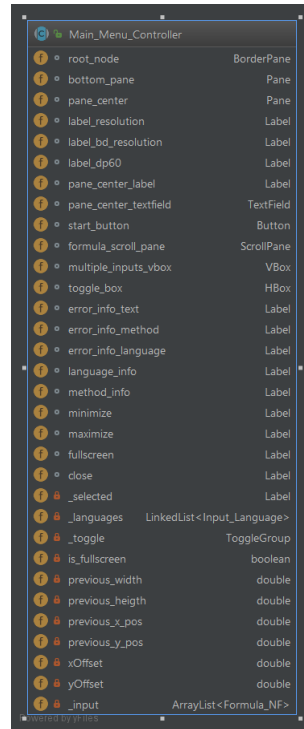 Main_Menu_Controller
root_node BorderPane
bottom_pane Pane
pane_center Pane
label_resolution Label
label_bd_resolution Label
label_dp60 Label
pane_center_label Label
pane_center_textfield TextField
start_button Button
formula_scroll_pane ScrollPane
multiple_inputs_vbox VBox
toggle_box HBox
error_info_text Label
error_info_method Label
error_info_language Label
language_info Label
method_info Label
minimize Label
maximize Label
fullscreen Label
close Label
_selected Label
_languages LinkedList<Input_Language>
_toggle ToggleGroup
is_fullscreen boolean
previous_width double
previous_heigth double
previous_x_pos double
previous_y_pos double
xOffset double
yOffset double
_input ArrayList<Formula_NF>
Powered by yFiles